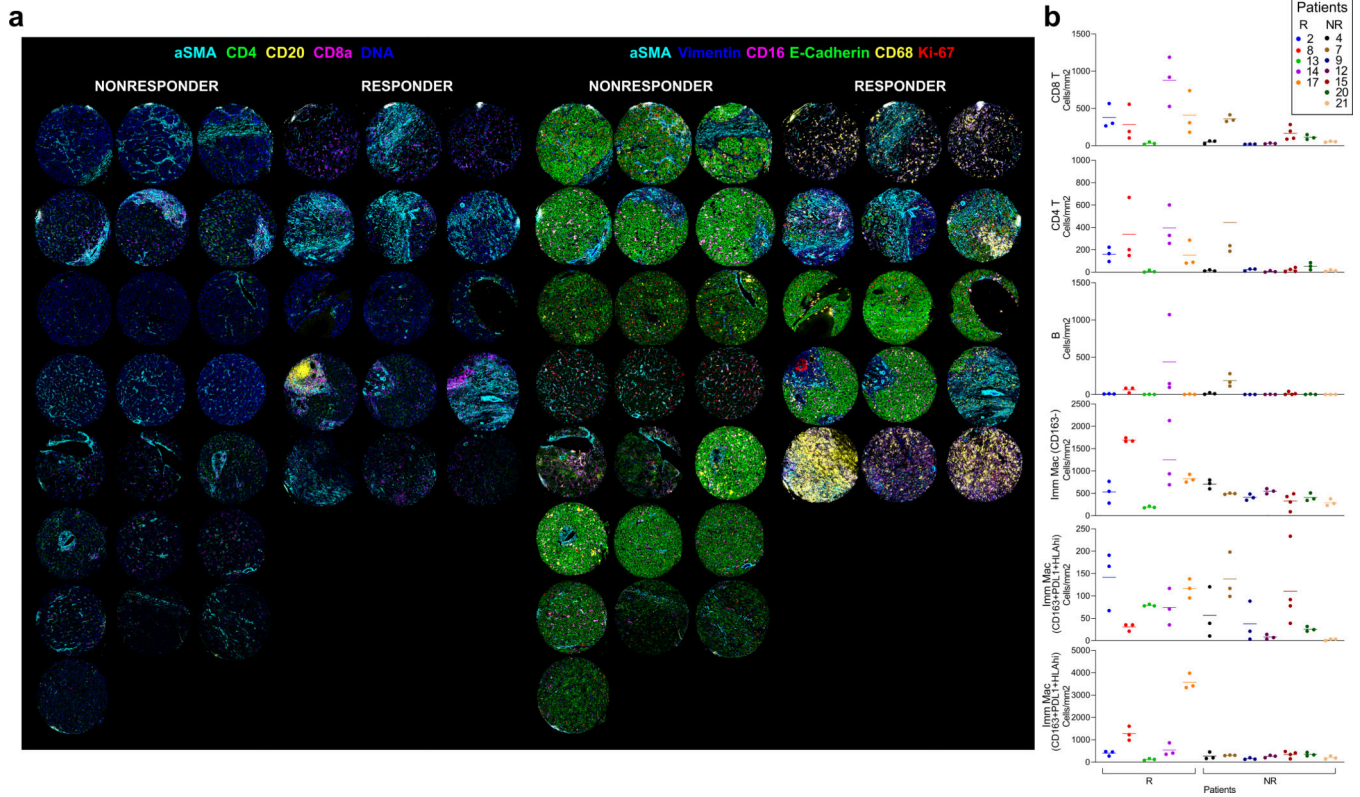 a
aSMA CD4 CD20 CD8a DNA
NONRESPONDER RESPONDER
aSMA Vimentin CD16 E-Cadherin CD68 Ki-67
NONRESPONDER RESPONDER
b
Patients
R NR
2 4
8 7
13 9
14 12
17 15
20
21
CD8 T
Cells/mm2
1500
1000
500
0
CD4 T
Cells/mm2
1000
800
600
400
200
0
B
Cells/mm2
1500
1000
500
0
Imm Mac (CD163-)
Cells/mm2
2500
2000
1500
1000
500
0
Imm Mac
(CD163+PDL1+HLAhi)
Cells/mm2
250
200
150
100
50
0
Imm Mac
(CD163+PDL1+HLAhi)
Cells/mm2
5000
4000
3000
2000
1000
0
R NR
Patients